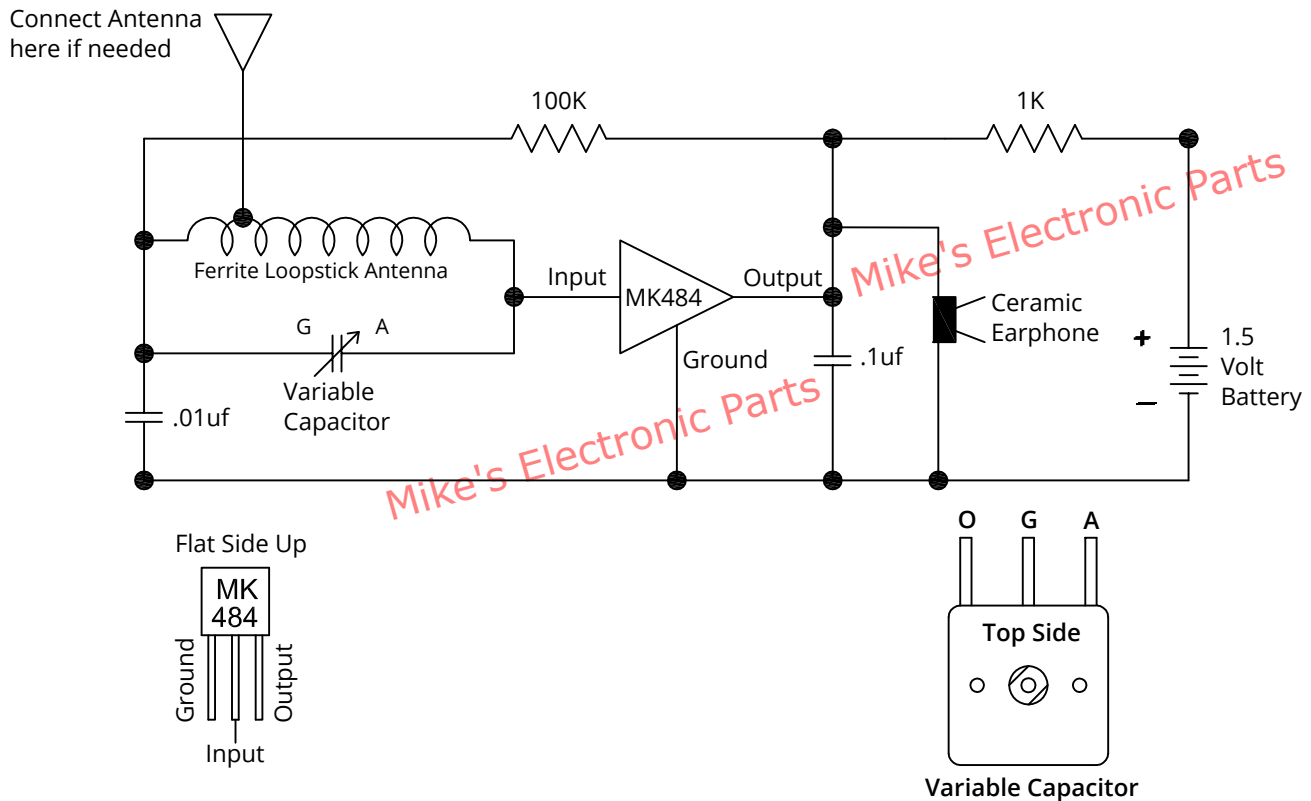 Connect Antenna
here if needed
100K
1K
Mike's Electronic Parts
Ferrite Loopstick Antenna
Input
MK484
Output
Ceramic
Earphone
G
A
Ground
.1uf
+
1.5
Volt
Battery
–
Variable
Capacitor
.01uf
Mike's Electronic Parts
Flat Side Up
MK
484
Ground
Output
Input
O G A
Top Side
Variable Capacitor